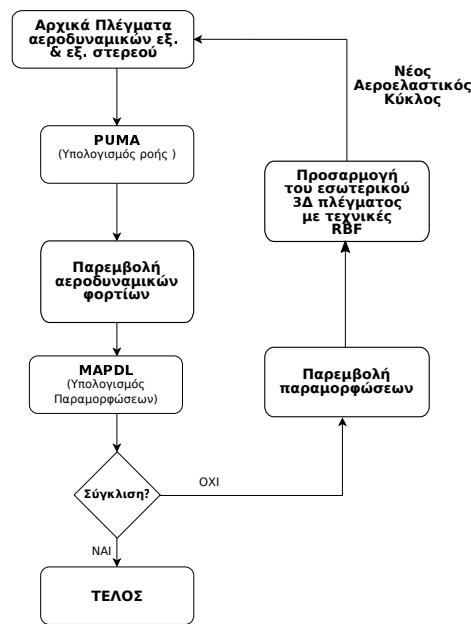 Αρχικά Πλέγματα
αεροδυναμικών εξ.
& εξ. στερεού
PUMA
(Υπολογισμός ροής )
Παρεμβολή
αεροδυναμικών
φορτίων
MAPDL
(Υπολογισμός
Παραμορφώσεων)
Σύγκλιση?
ΟΧΙ
ΝΑΙ
ΤΕΛΟΣ
Παρεμβολή
παραμορφώσεων
Προσαρμογή
του εσωτερικού
3Δ πλέγματος
με τεχνικές
RBF
Νέος
Αεροελαστικός
Κύκλος